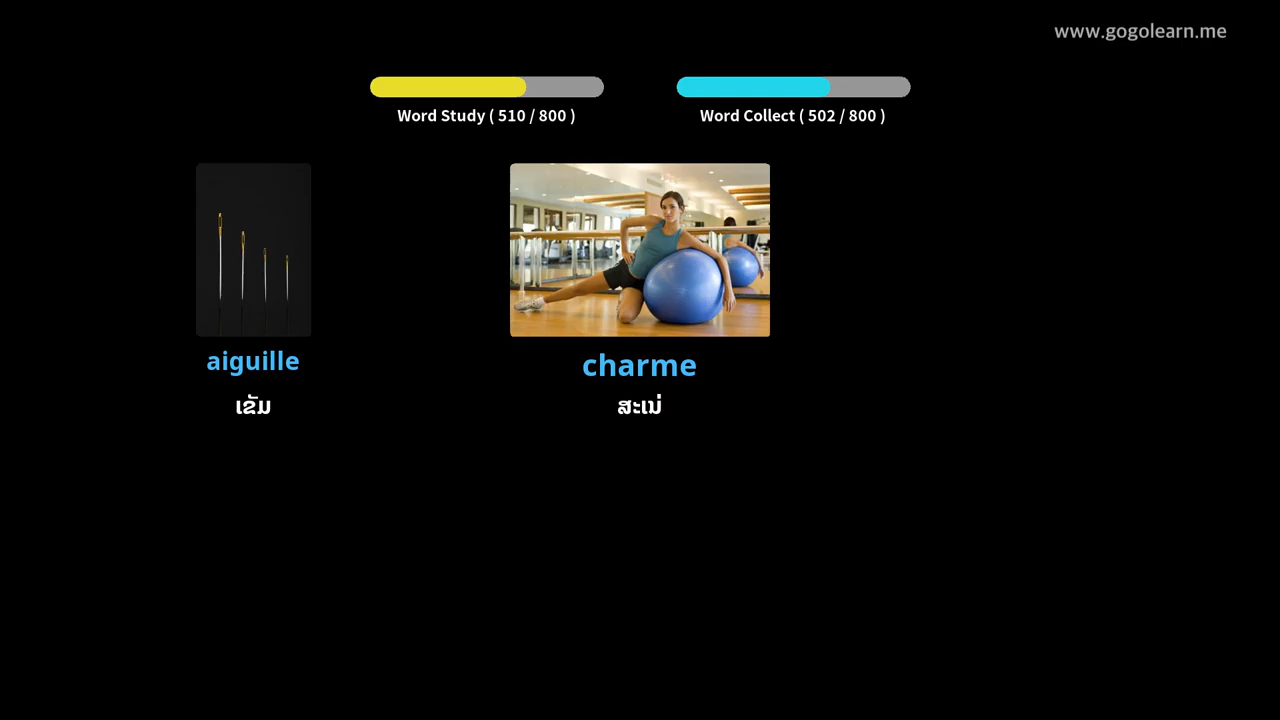 www.gogolearn.me
Word Study ( 510 / 800 )
Word Collect ( 502 / 800 )
aiguille
ເຂັມ
charme
ສະເນ່